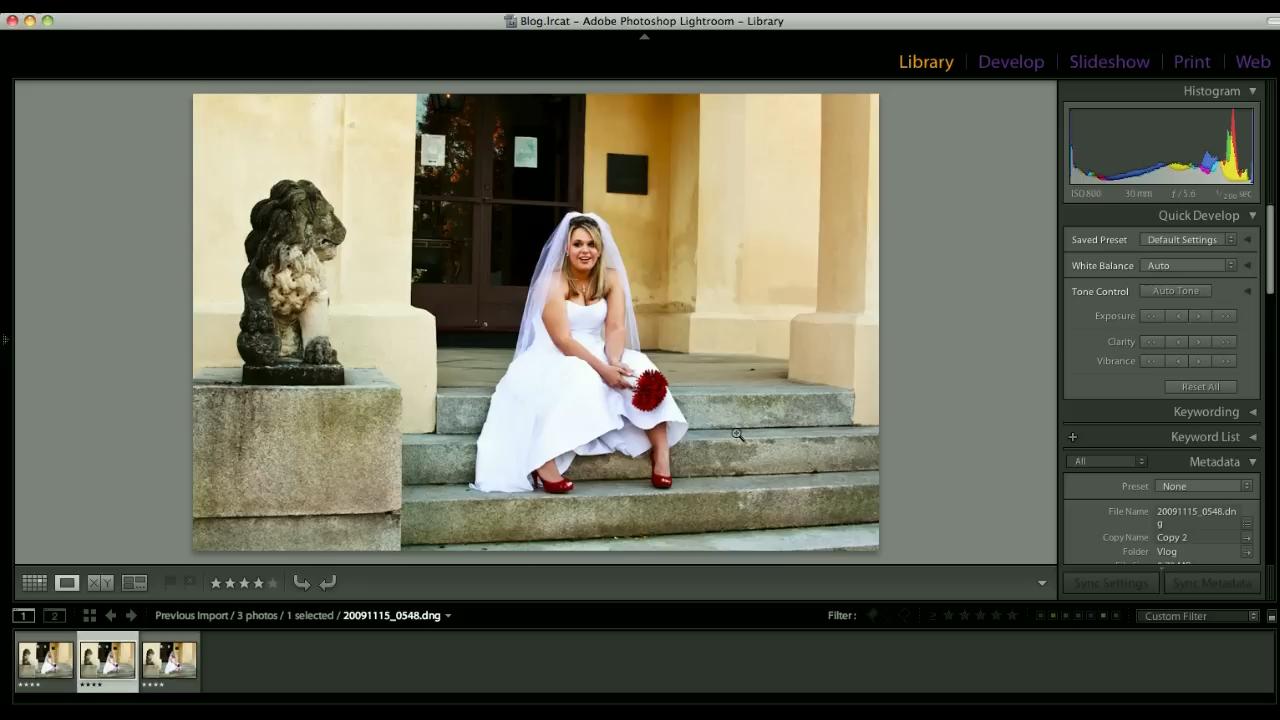 Blog.lrcat – Adobe Photoshop Lightroom – Library
Library | Develop | Slideshow | Print | Web
Histogram
ISO 800 30 mm ƒ / 5.6 1/200 sec
Quick Develop
Saved Preset Default Settings
White Balance Auto
Tone Control Auto Tone
Exposure
Clarity
Vibrance
Reset All
Keywording
+ Keyword List
All Metadata
Preset None
File Name 20091115_0548.dn
g
Copy Name Copy 2
Folder Vlog
Sync Settings Sync Metadata
X Y
1 2 Previous Import / 3 photos / 1 selected / 20091115_0548.dng Filter : Custom Filter